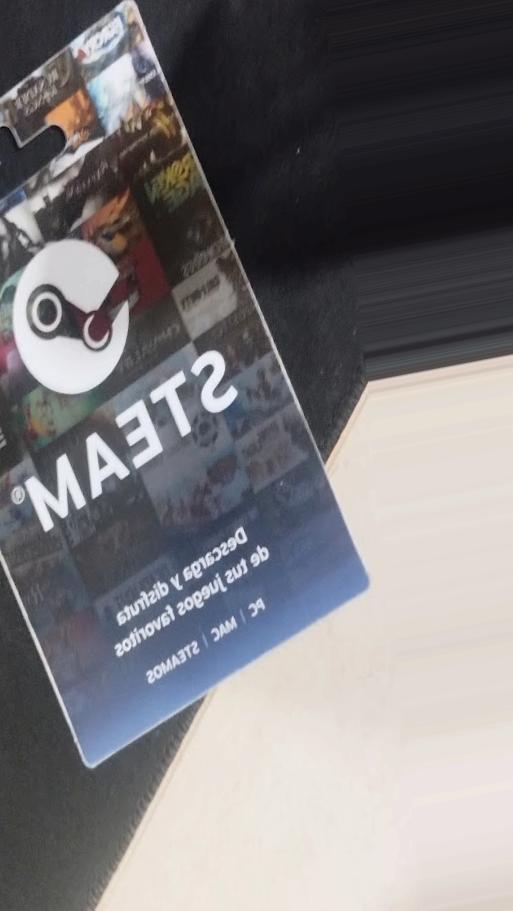 STEAM®
Descarga y disfruta
de tus juegos favoritos
PC | MAC | STEAMOS